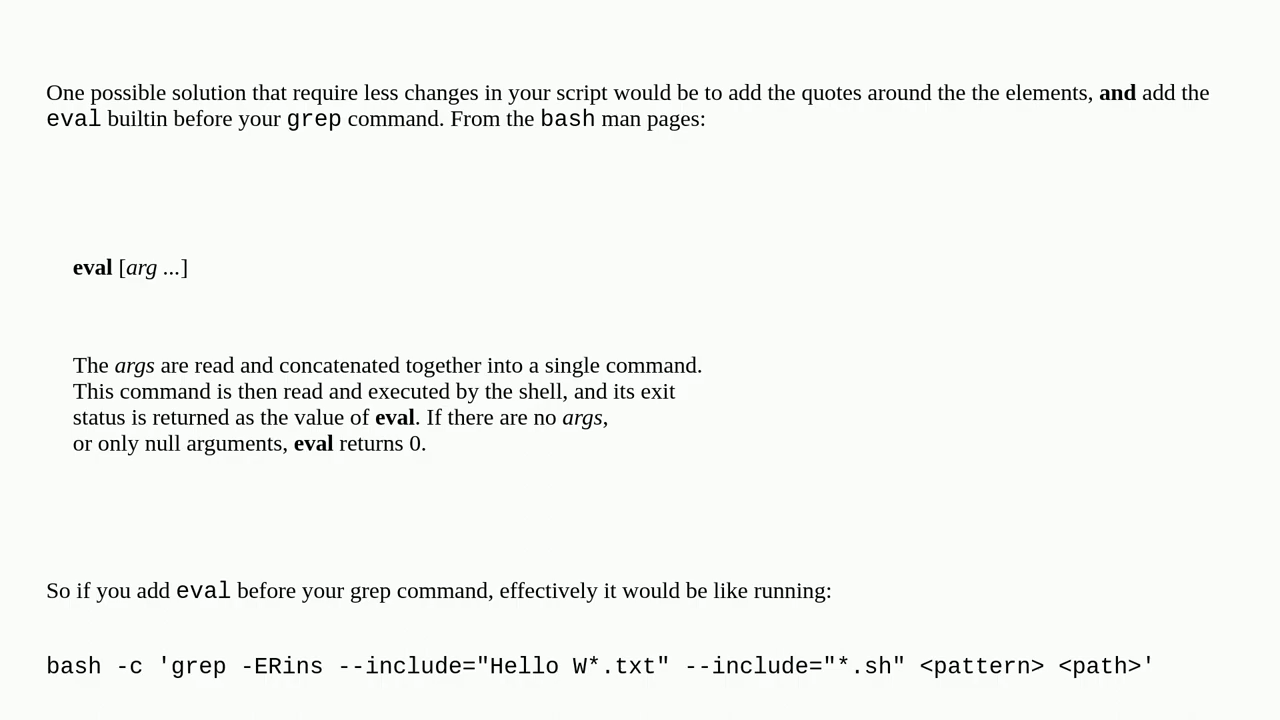 One possible solution that require less changes in your script would be to add the quotes around the the elements, and add the
eval builtin before your grep command. From the bash man pages:
eval [arg ...]
The args are read and concatenated together into a single command.
This command is then read and executed by the shell, and its exit
status is returned as the value of eval. If there are no args,
or only null arguments, eval returns 0.
So if you add eval before your grep command, effectively it would be like running:
bash -c 'grep -ERins --include="Hello W*.txt" --include="*.sh" <pattern> <path>'